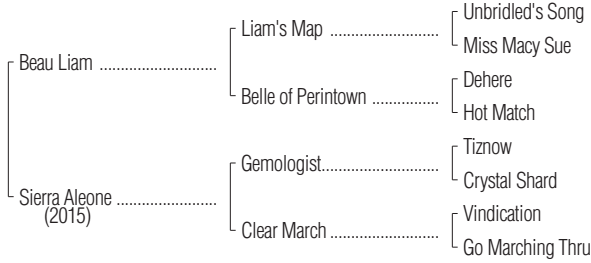 Unbridled's Song
Liam's Map ....................
Miss Macy Sue
Beau Liam ......................
Dehere
Belle of Perintown .............
Hot Match
Tiznow
Gemologist.....................
Crystal Shard
Sierra Aleone ..................
(2015)
Vindication
Clear March ....................
Go Marching Thru